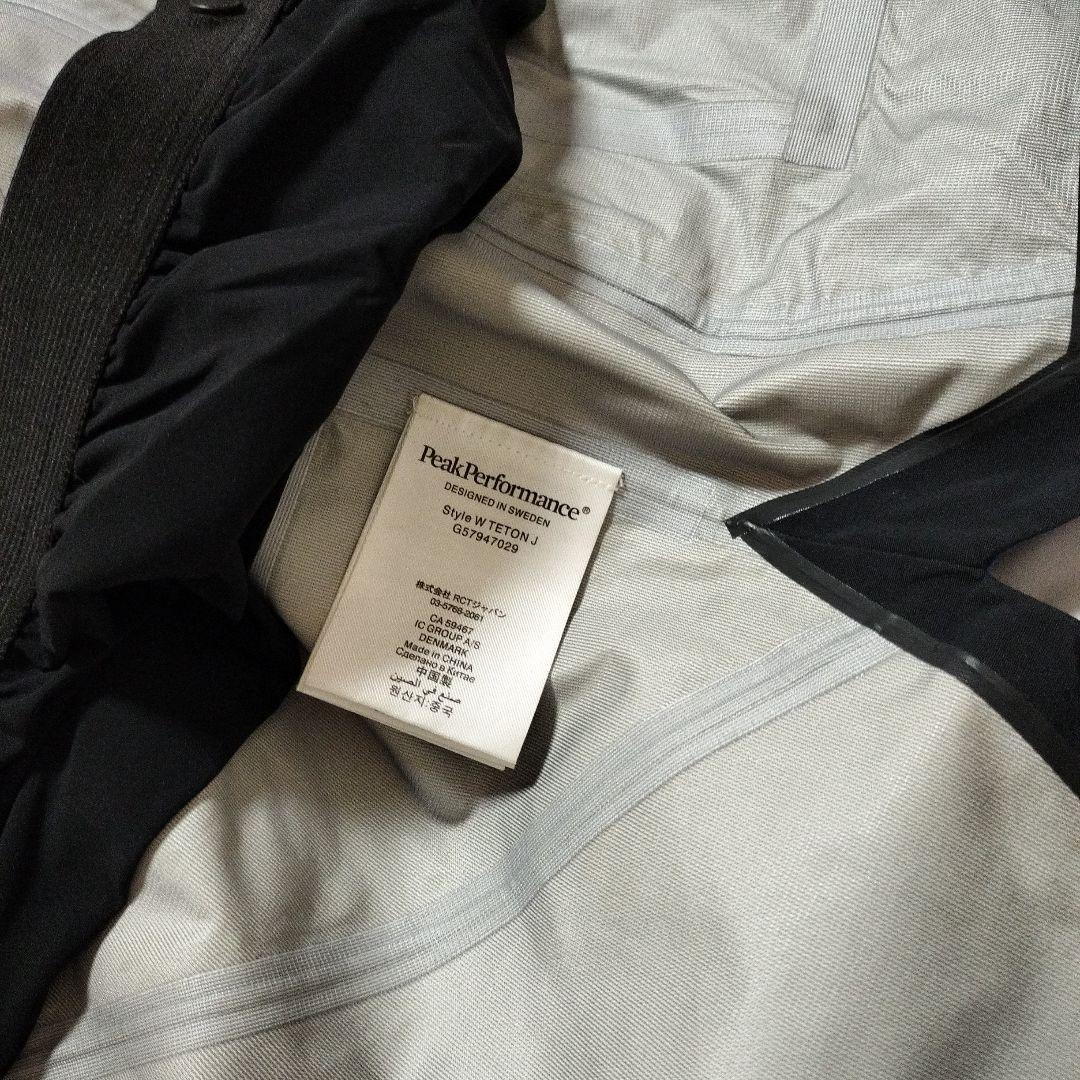 PeakPerformance®
DESIGNED IN SWEDEN
Style W TETON J
G57947029
株式会社 RCTジャパン
03-5768-2061
CA 59467
IC GROUP A/S
DENMARK
Made in CHINA
Сделано в Китае
中国製
صنع في الصين
원산지:중국